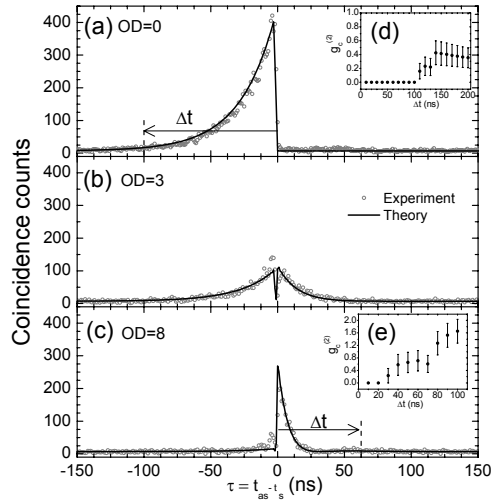 (a) OD=0
400
300
200
100
0
Δt
(d)
g_c^(2)
0.8
0.6
0.4
0.2
0.0
0 50 100 150 200
Δt (ns)
(b) OD=3
400
300
200
100
0
Experiment
Theory
Coincidence counts
(c) OD=8
400
300
200
100
0
Δt
(e)
g_c^(2)
2.0
1.6
1.2
0.8
0.4
0.0
0 20 40 60 80 100
Δt (ns)
-150 -100 -50 0 50 100 150
τ = t_as - t_s (ns)